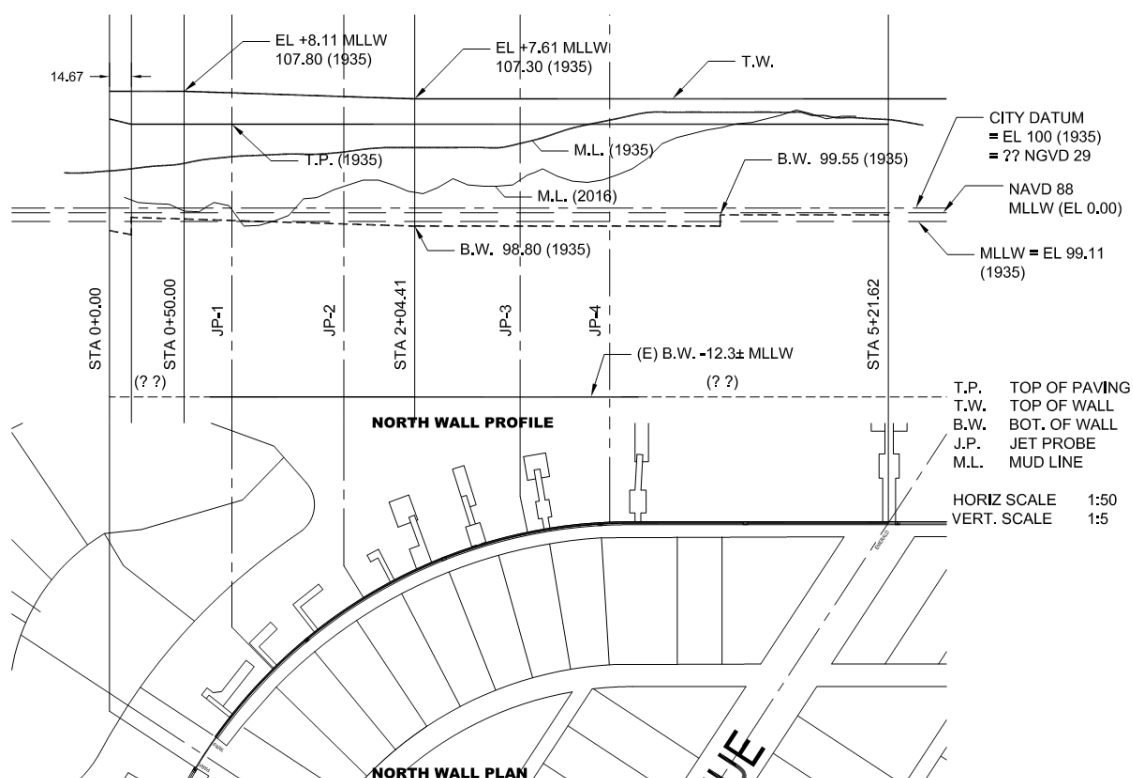 EL +8.11 MLLW
107.80 (1935)
EL +7.61 MLLW
107.30 (1935)
T.W.
14.67
CITY DATUM
= EL 100 (1935)
= ?? NGVD 29
T.P. (1935)
M.L. (1935)
B.W. 99.55 (1935)
M.L. (2016)
NAVD 88
MLLW (EL 0.00)
B.W. 98.80 (1935)
MLLW = EL 99.11
(1935)
STA 0+0.00
STA 0+50.00
JP-1
JP-2
STA 2+04.41
JP-3
JP-4
STA 5+21.62
(E) B.W. -12.3± MLLW
(? ?)
(? ?)
NORTH WALL PROFILE
T.P. TOP OF PAVING
T.W. TOP OF WALL
B.W. BOT. OF WALL
J.P. JET PROBE
M.L. MUD LINE
HORIZ SCALE 1:50
VERT. SCALE 1:5
EMERALD
UE
NORTH WALL PLAN